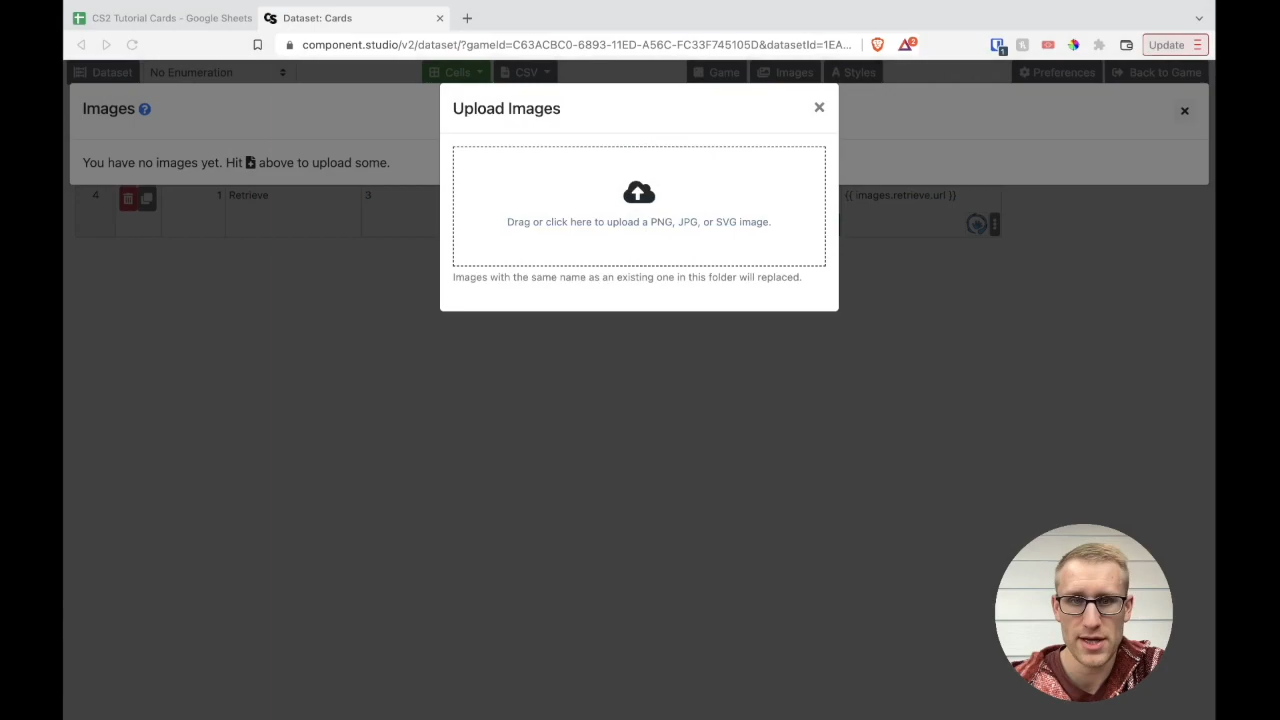 CS2 Tutorial Cards - Google Sheets
Dataset: Cards
component.studio/v2/dataset/?gameId=C63ACBC0-6893-11ED-A56C-FC33F745105D&datasetId=1EA...
2
1
Update
Dataset
No Enumeration
Cells
CSV
Game
Images
Styles
Preferences
Back to Game
Images
Upload Images
You have no images yet. Hit above to upload some.
Drag or click here to upload a PNG, JPG, or SVG image.
Images with the same name as an existing one in this folder will replaced.
4
1
Retrieve
3
{{ images.retrieve.url }}